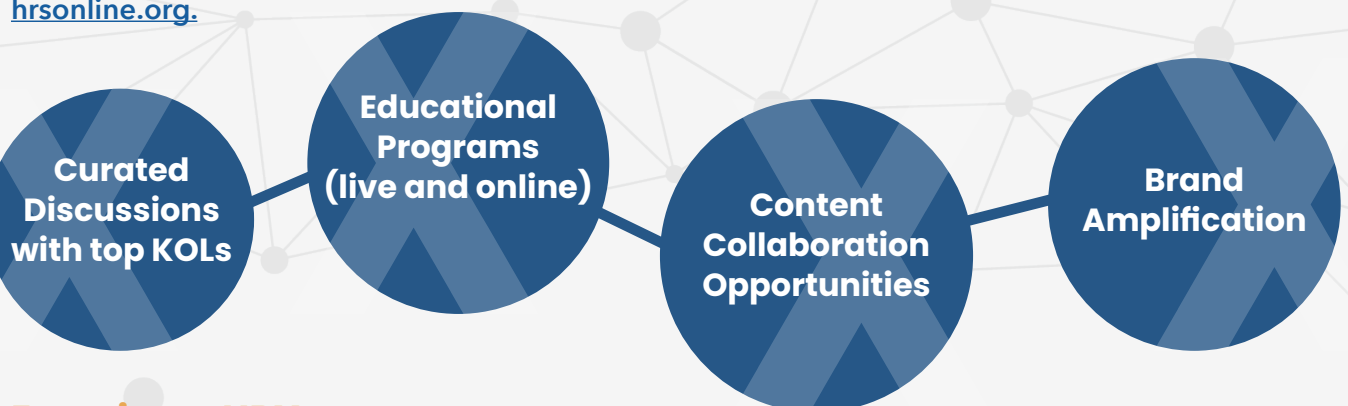 hrsonline.org.
Curated
Discussions
with top KOLs
Educational
Programs
(live and online)
Content
Collaboration
Opportunities
Brand
Amplification